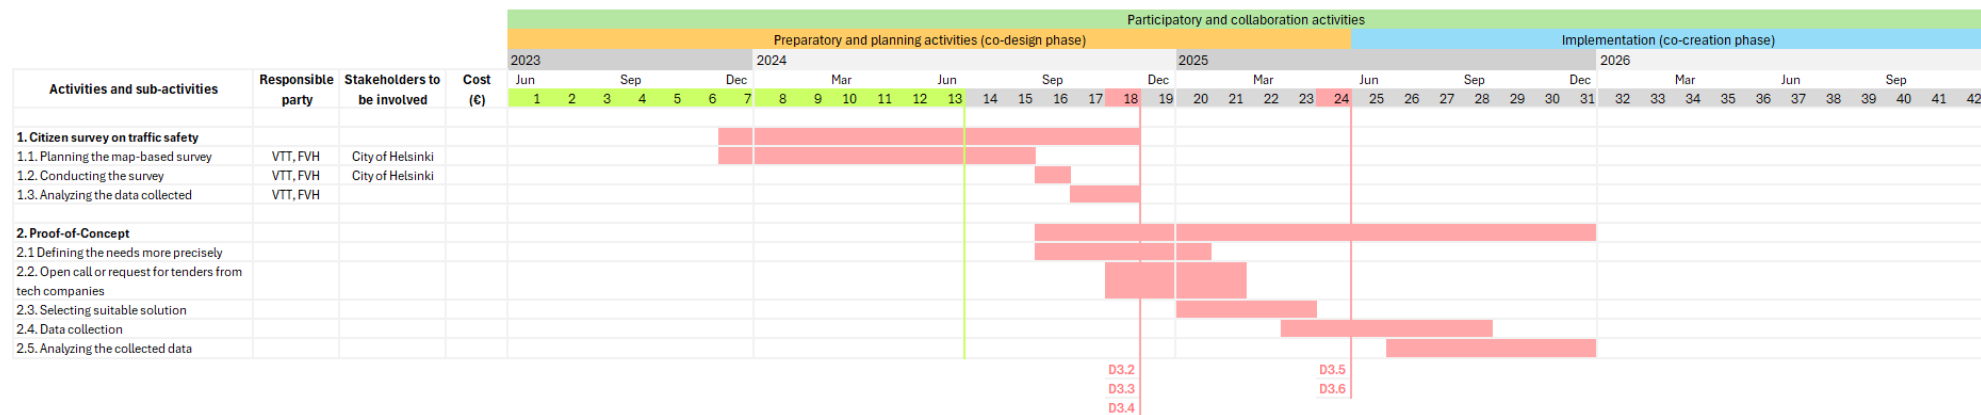 Participatory and collaboration activities
Preparatory and planning activities (co-design phase) Implementation (co-creation phase)
2023 2024 2025 2026
Activities and sub-activities Responsible party Stakeholders to be involved Cost (€) Jun Sep Dec Mar Jun Sep Dec Mar Jun Sep Dec Mar Jun Sep
1 2 3 4 5 6 7 8 9 10 11 12 13 14 15 16 17 18 19 20 21 22 23 24 25 26 27 28 29 30 31 32 33 34 35 36 37 38 39 40 41 42
1. Citizen survey on traffic safety
1.1. Planning the map-based survey VTT, FVH City of Helsinki
1.2. Conducting the survey VTT, FVH City of Helsinki
1.3. Analyzing the data collected VTT, FVH
2. Proof-of-Concept
2.1 Defining the needs more precisely
2.2. Open call or request for tenders from
tech companies
2.3. Selecting suitable solution
2.4. Data collection
2.5. Analyzing the collected data
D3.2 D3.5
D3.3 D3.6
D3.4